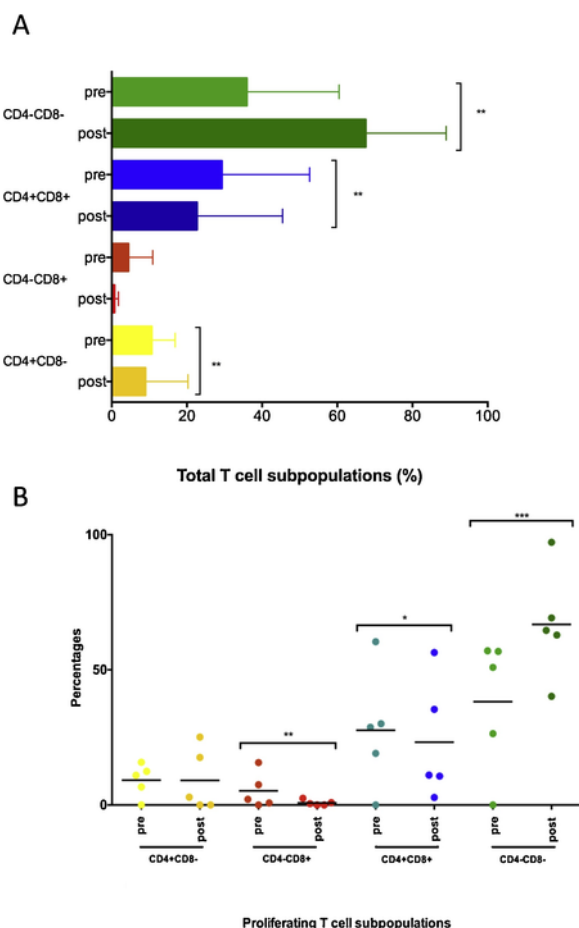 A
pre
CD4-CD8-
**
post
pre
CD4+CD8+
**
post
pre
CD4-CD8+
post
pre
CD4+CD8-
**
post
0 20 40 60 80 100
Total T cell subpopulations (%)
B
100
***
*
Percentages
50
**
0
pre post pre post pre post pre post
CD4+CD8- CD4-CD8+ CD4+CD8+ CD4-CD8-
Proliferating T cell subpopulations